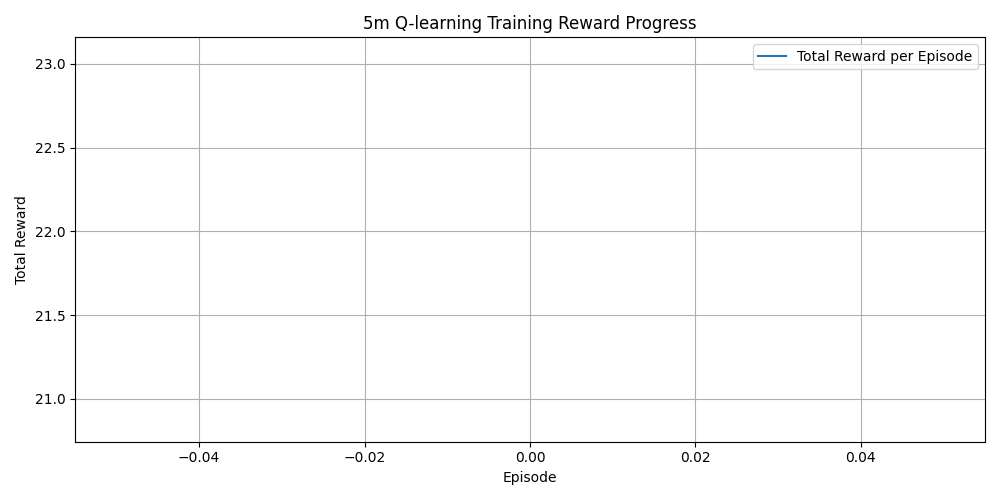 5m Q-learning Training Reward Progress
Total Reward per Episode
23.0
22.5
22.0
21.5
21.0
Total Reward
−0.04
−0.02
0.00
0.02
0.04
Episode